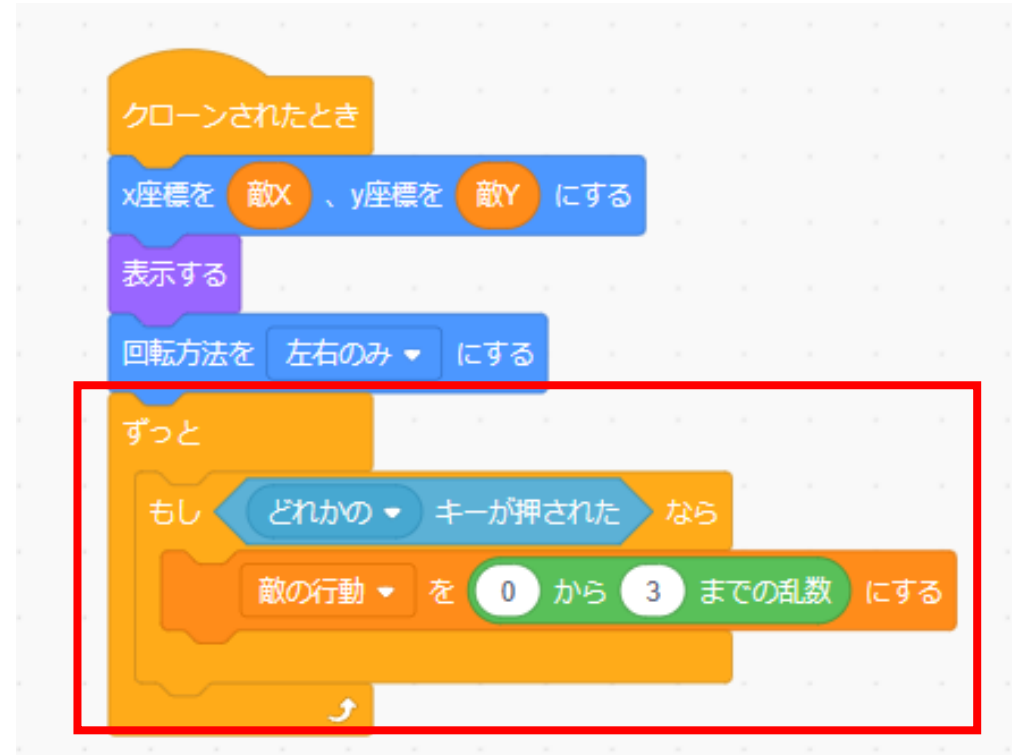 クローンされたとき
x座標を 敵X 、y座標を 敵Y にする
表示する
回転方法を 左右のみ にする
ずっと
もし どれかの キーが押された なら
敵の行動 を 0 から 3 までの乱数 にする